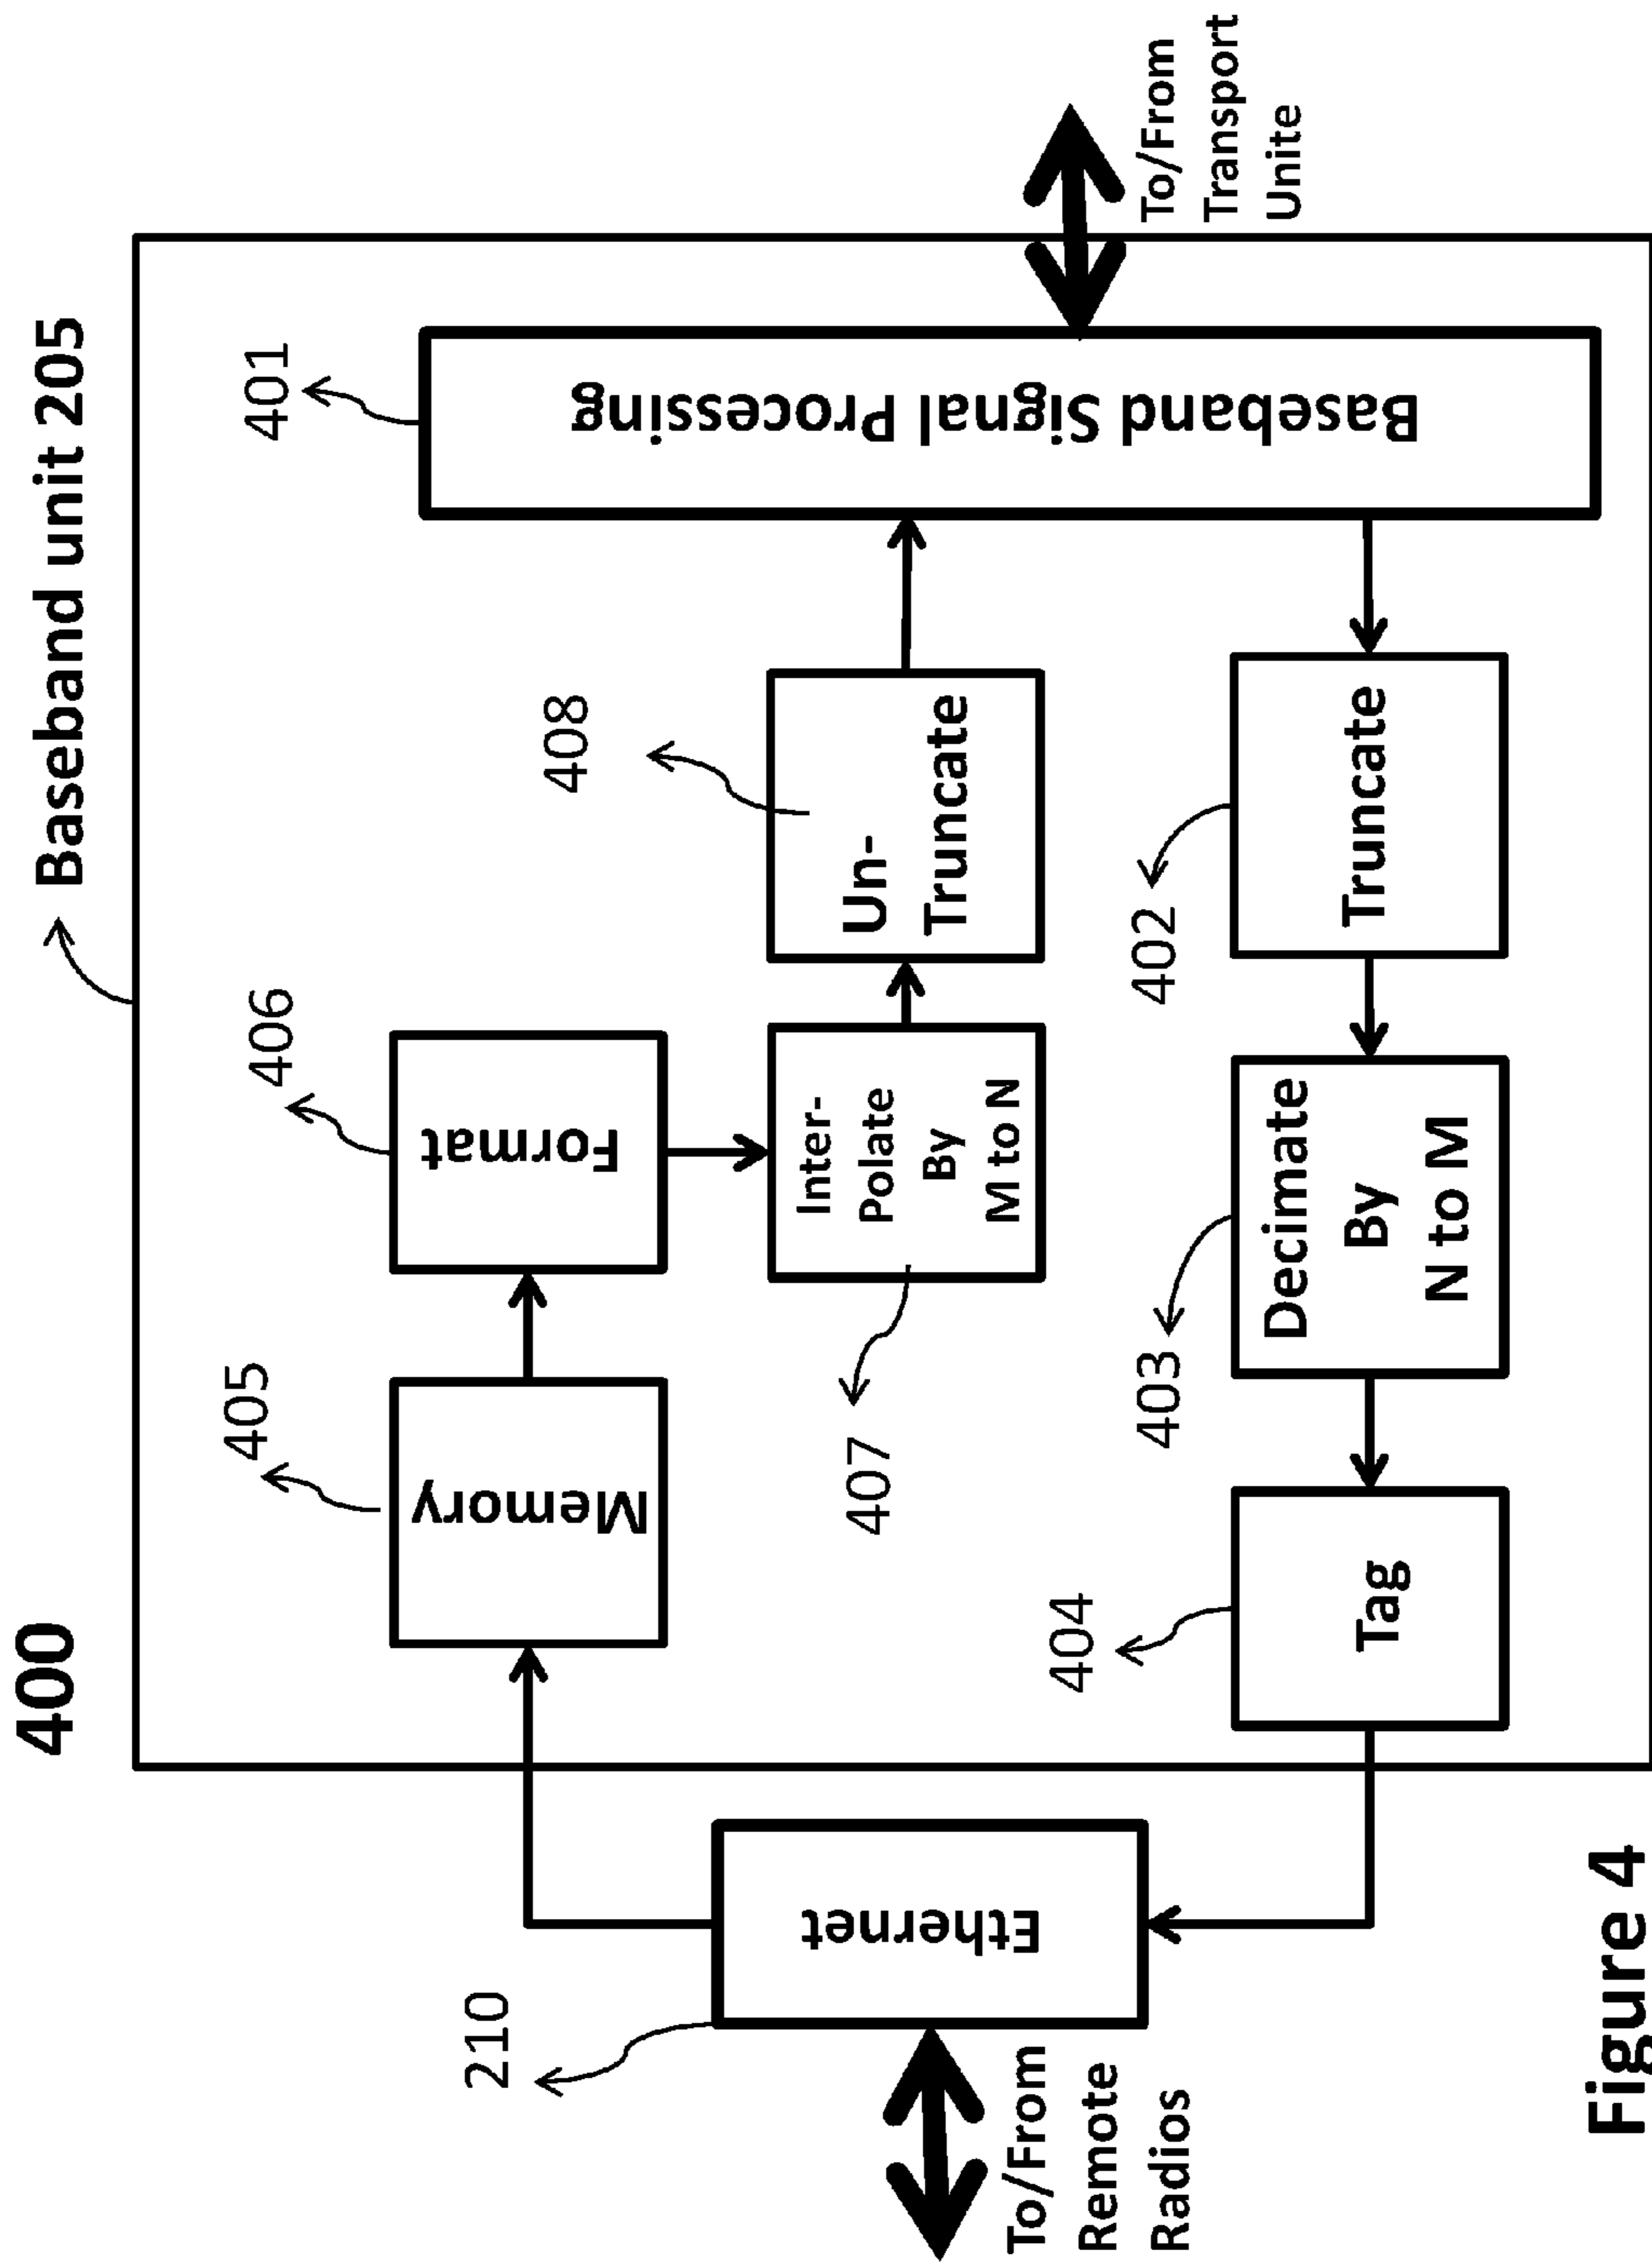 400
Baseband unit 205
401
Baseband Signal Processing
To/From
Transport
Unite
405
Memory
406
Format
408
Un-
Truncate
407
Inter-
Polate
By
M to N
210
Ethernet
To/From
Remote
Radios
404
Tag
403
Decimate
By
N to M
402
Truncate
Figure 4